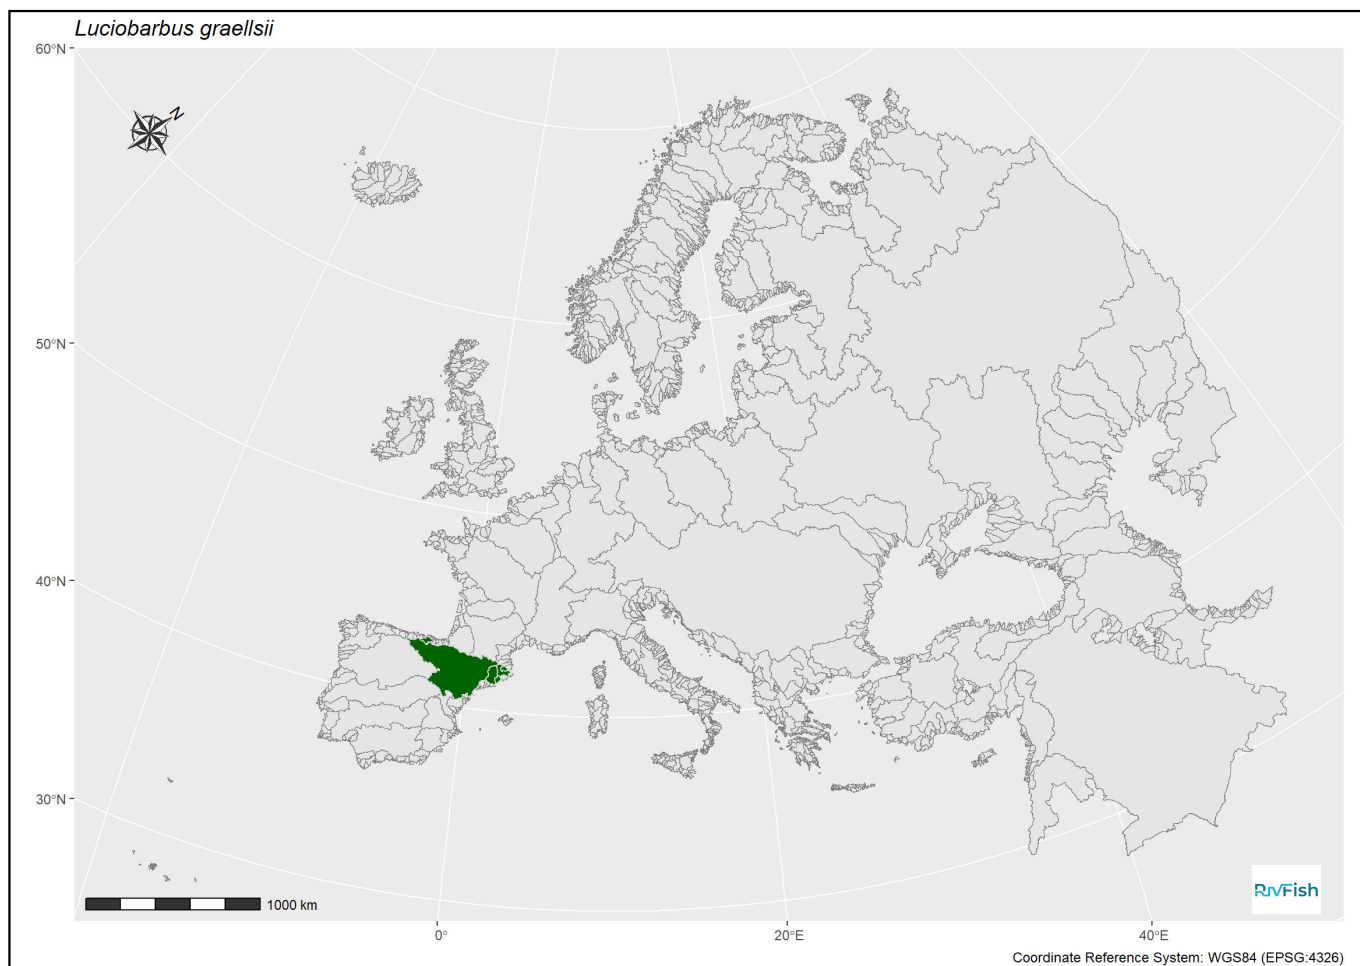 Luciobarbus graellsii
60°N
N
50°N
40°N
30°N
1000 km
RIVFish
0°
20°E
40°E
Coordinate Reference System: WGS84 (EPSG:4326)